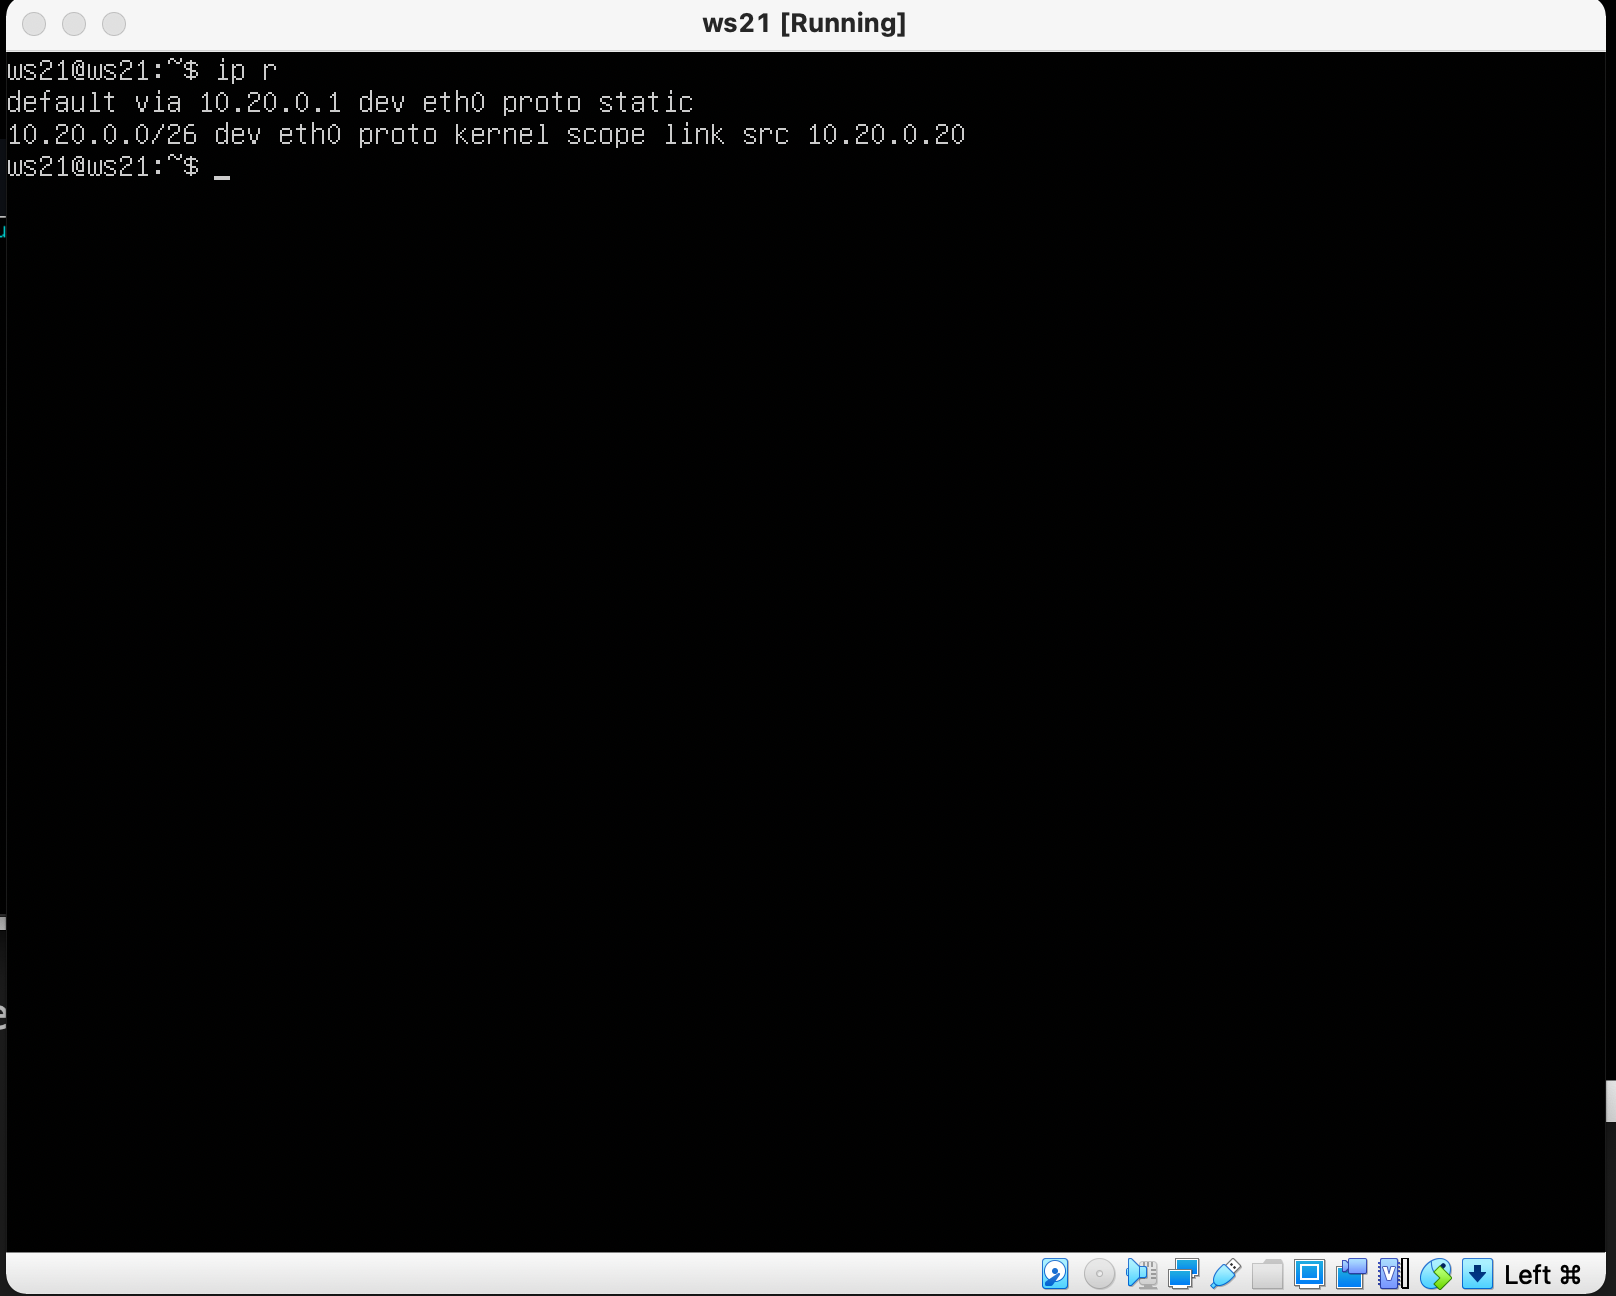 ws21 [Running]
ws21@ws21:~$ ip r
default via 10.20.0.1 dev eth0 proto static
10.20.0.0/26 dev eth0 proto kernel scope link src 10.20.0.20
ws21@ws21:~$ _
Left ⌘